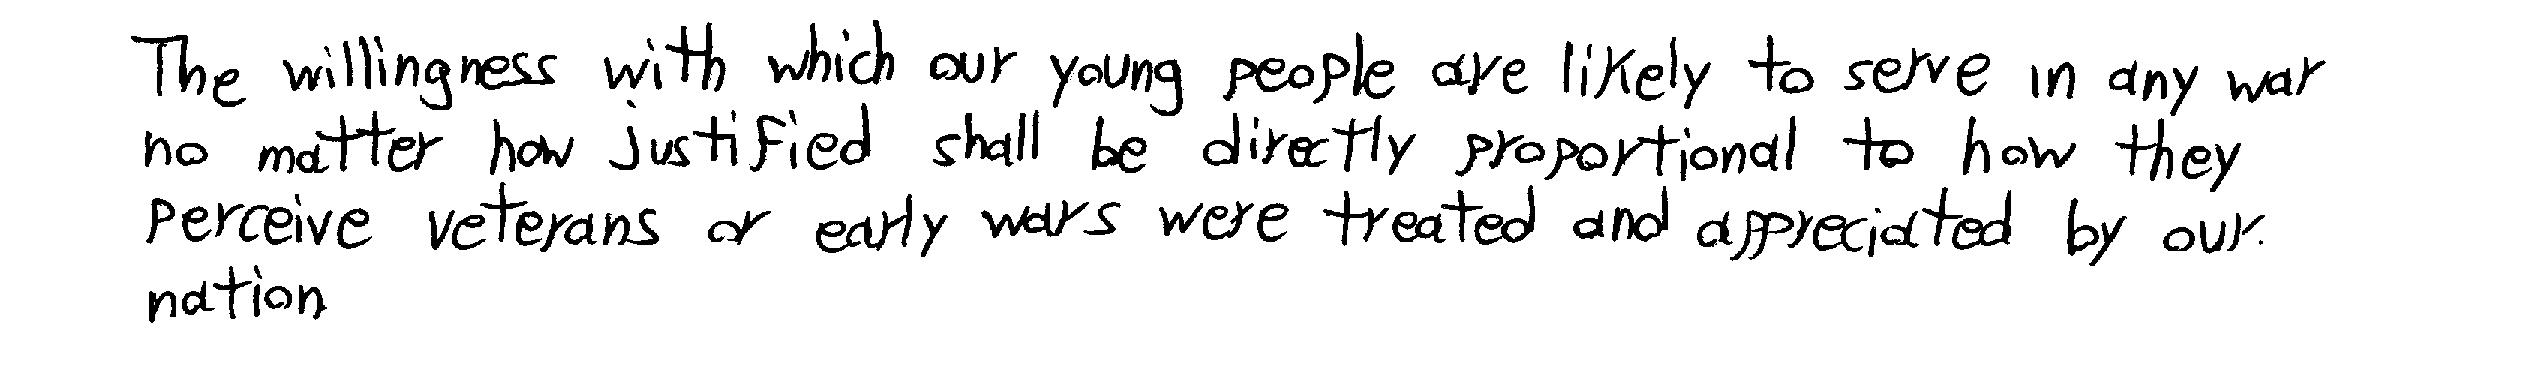 The willingness with which our young people are likely to serve in any war
no matter how justified shall be directly proportional to how they
perceive veterans or early wars were treated and appreciated by our
nation